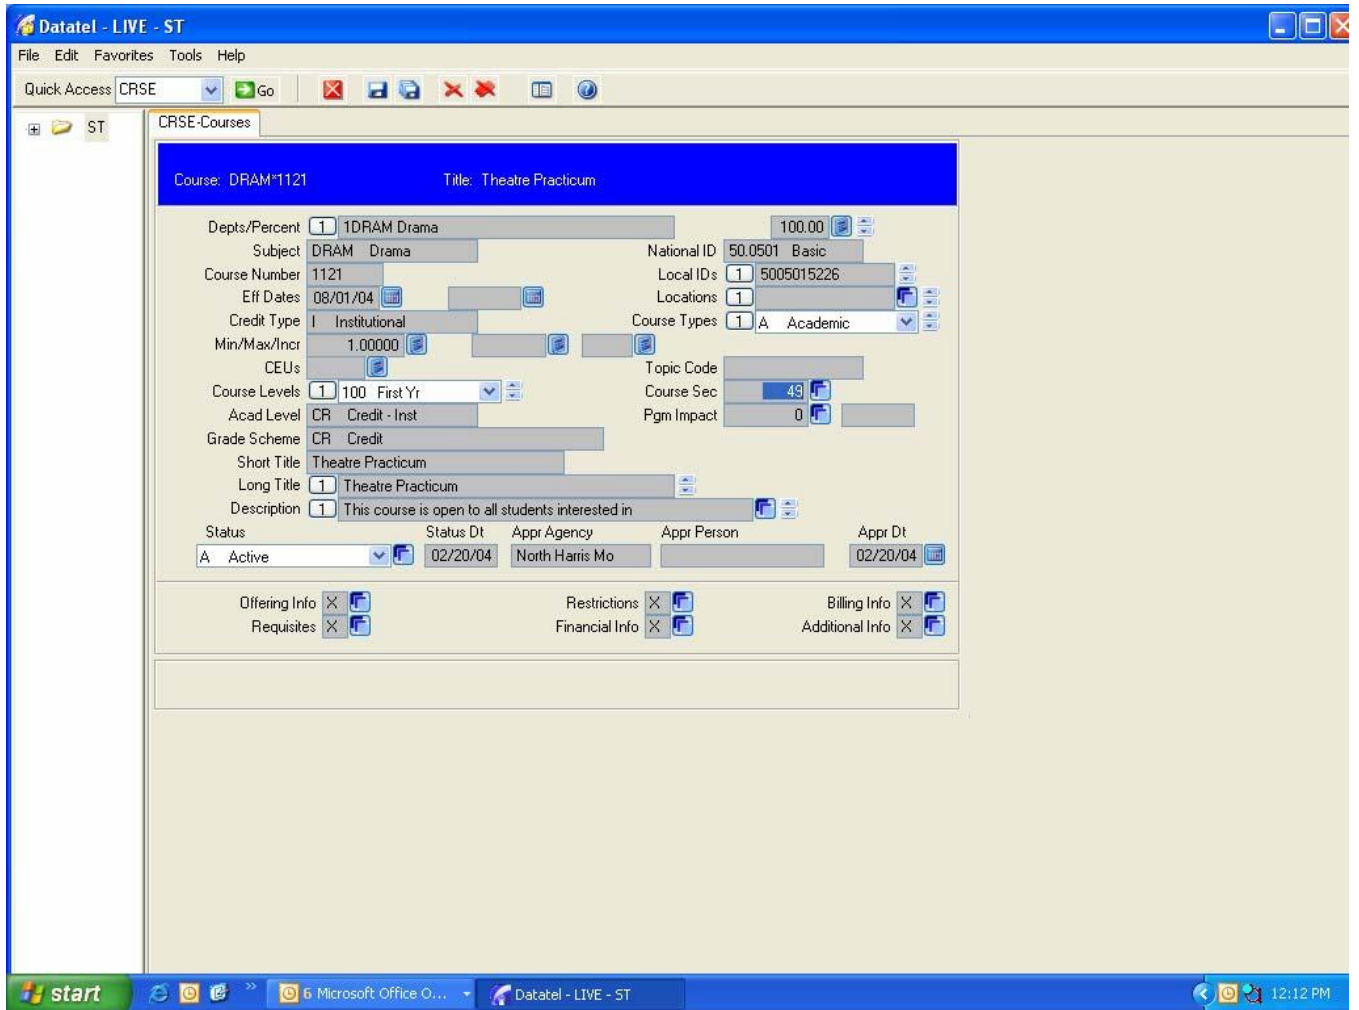 Datatel - LIVE - ST
File Edit Favorites Tools Help
Quick Access CRSE Go
ST
CRSE-Courses
Course: DRAM*1121 Title: Theatre Practicum
Depts/Percent 1 1DRAM Drama 100.00
Subject DRAM Drama National ID 50.0501 Basic
Course Number 1121 Local IDs 1 5005015226
Eff Dates 08/01/04 Locations 1
Credit Type I Institutional Course Types 1 A Academic
Min/Max/Incr 1.00000
CEUs Topic Code
Course Levels 1 100 First Yr Course Sec 49
Acad Level CR Credit - Inst Pgm Impact 0
Grade Scheme CR Credit
Short Title Theatre Practicum
Long Title 1 Theatre Practicum
Description 1 This course is open to all students interested in
Status Status Dt Appr Agency Appr Person Appr Dt
A Active 02/20/04 North Harris Mo 02/20/04
Offering Info X Restrictions X Billing Info X
Requisites X Financial Info X Additional Info X
start 6 Microsoft Office O... Datatel - LIVE - ST 12:12 PM